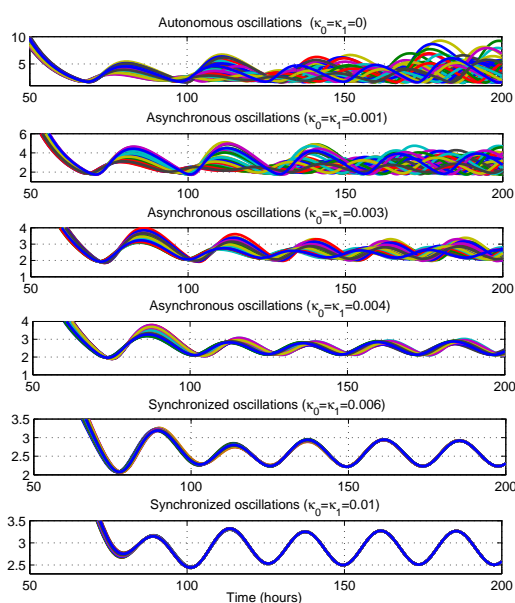 Autonomous oscillations (κ₀=κ₁=0)
10
5
50 100 150 200
Asynchronous oscillations (κ₀=κ₁=0.001)
6
4
2
50 100 150 200
Asynchronous oscillations (κ₀=κ₁=0.003)
4
3
2
1
50 100 150 200
Asynchronous oscillations (κ₀=κ₁=0.004)
4
3
2
1
50 100 150 200
Synchronized oscillations (κ₀=κ₁=0.006)
3.5
3
2.5
2
50 100 150 200
Synchronized oscillations (κ₀=κ₁=0.01)
3.5
3
2.5
50 100 150 200
Time (hours)